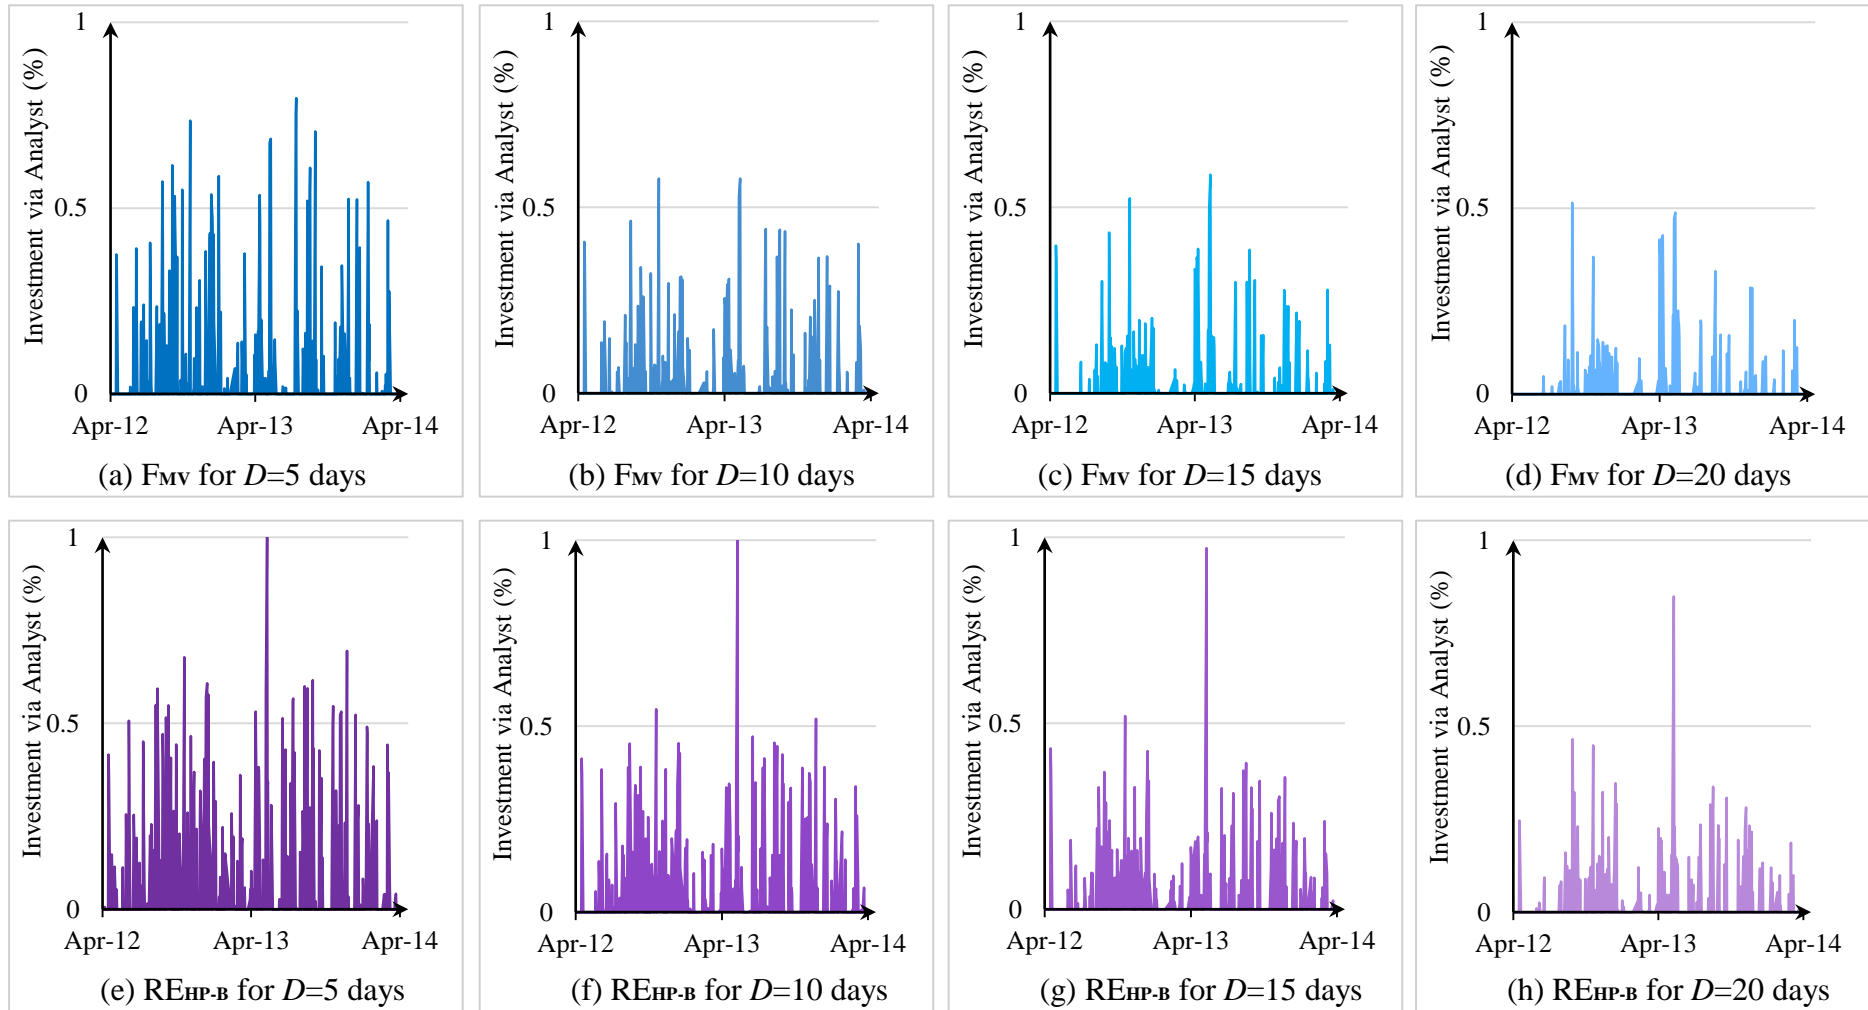 1
Investment via Analyst (%)
0.5
0
Apr-12 Apr-13 Apr-14
(a) FMV for D=5 days
1
Investment via Analyst (%)
0.5
0
Apr-12 Apr-13 Apr-14
(b) FMV for D=10 days
1
Investment via Analyst (%)
0.5
0
Apr-12 Apr-13 Apr-14
(c) FMV for D=15 days
1
Investment via Analyst (%)
0.5
0
Apr-12 Apr-13 Apr-14
(d) FMV for D=20 days
1
Investment via Analyst (%)
0.5
0
Apr-12 Apr-13 Apr-14
(e) REHP-B for D=5 days
1
Investment via Analyst (%)
0.5
0
Apr-12 Apr-13 Apr-14
(f) REHP-B for D=10 days
1
Investment via Analyst (%)
0.5
0
Apr-12 Apr-13 Apr-14
(g) REHP-B for D=15 days
1
Investment via Analyst (%)
0.5
0
Apr-12 Apr-13 Apr-14
(h) REHP-B for D=20 days